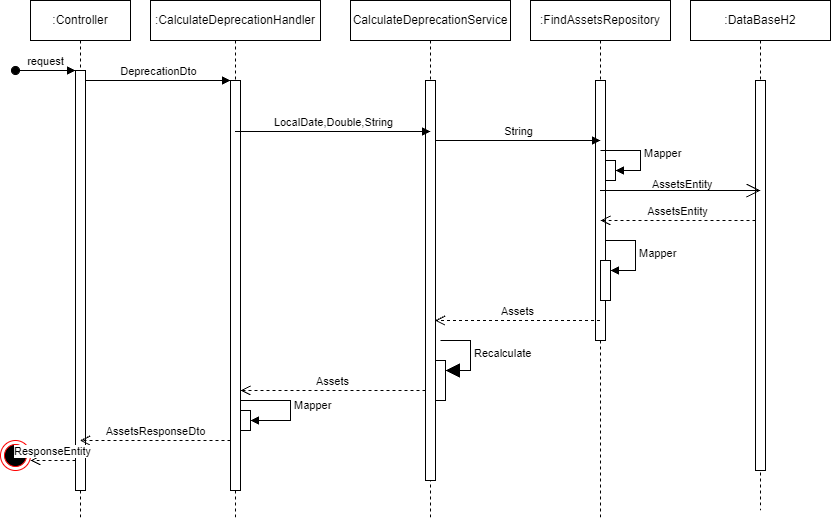 :Controller
:CalculateDeprecationHandler
CalculateDeprecationService
:FindAssetsRepository
:DataBaseH2
request
DeprecationDto
LocalDate,Double,String
String
Mapper
AssetsEntity
AssetsEntity
Mapper
Assets
Recalculate
Assets
Mapper
AssetsResponseDto
ResponseEntity